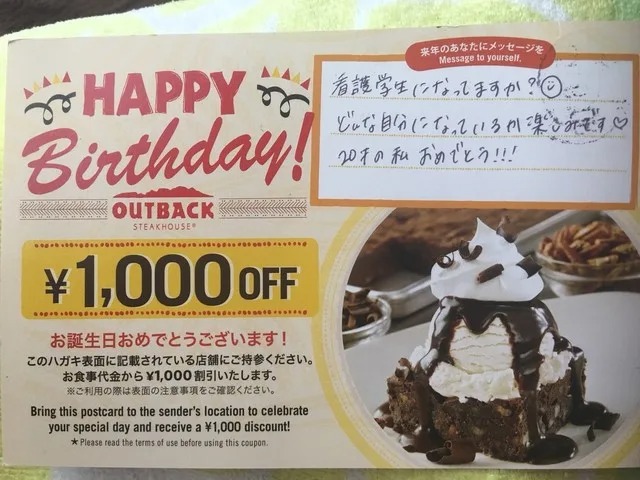 HAPPY
Birthday!
OUTBACK
STEAKHOUSE®
¥1,000 OFF
お誕生日おめでとうございます！
このハガキ表面に記載されている店舗にご持参ください。
お食事代金から¥1,000割引いたします。
※ご利用の際は表面の注意事項をご確認ください。
Bring this postcard to the sender's location to celebrate
your special day and receive a ¥1,000 discount!
★Please read the terms of use before using this coupon.
来年のあなたにメッセージを
Message to yourself.
看護学生になってますか?
どんな自分になっているか楽しみです♡
20才の私 おめでとう!!!